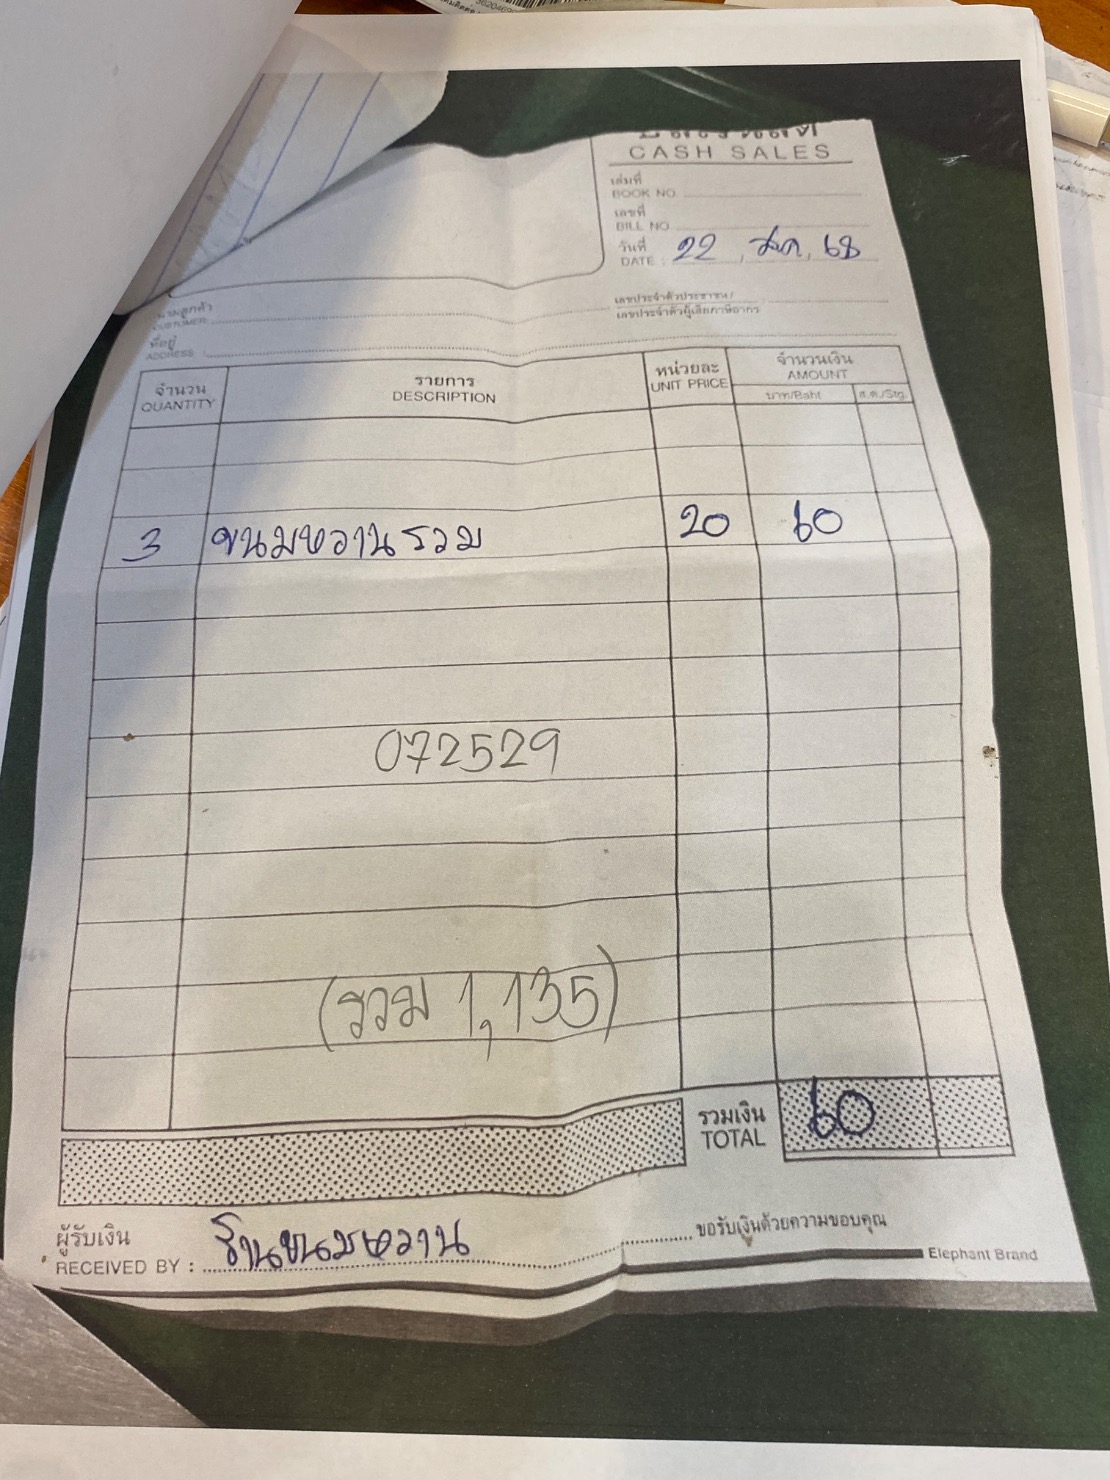 บิลเงินสด
CASH SALES
เล่มที่
BOOK NO.
เลขที่
BILL NO.
วันที่
DATE : 22 , ส.ค, 68
นามลูกค้า
CUSTOMER
เลขประจำตัวประชาชน/
เลขประจำตัวผู้เสียภาษีอากร
ที่อยู่
ADDRESS :
จำนวน รายการ หน่วยละ จำนวนเงิน
QUANTITY DESCRIPTION UNIT PRICE AMOUNT
บาท/Baht ส.ต./Stg.
3 ขนมหวานรวม 20 60
072529
(รวม 1,135)
รวมเงิน 60
TOTAL
ผู้รับเงิน ร้านขนมหวาน ขอรับเงินด้วยความขอบคุณ
RECEIVED BY : Elephant Brand